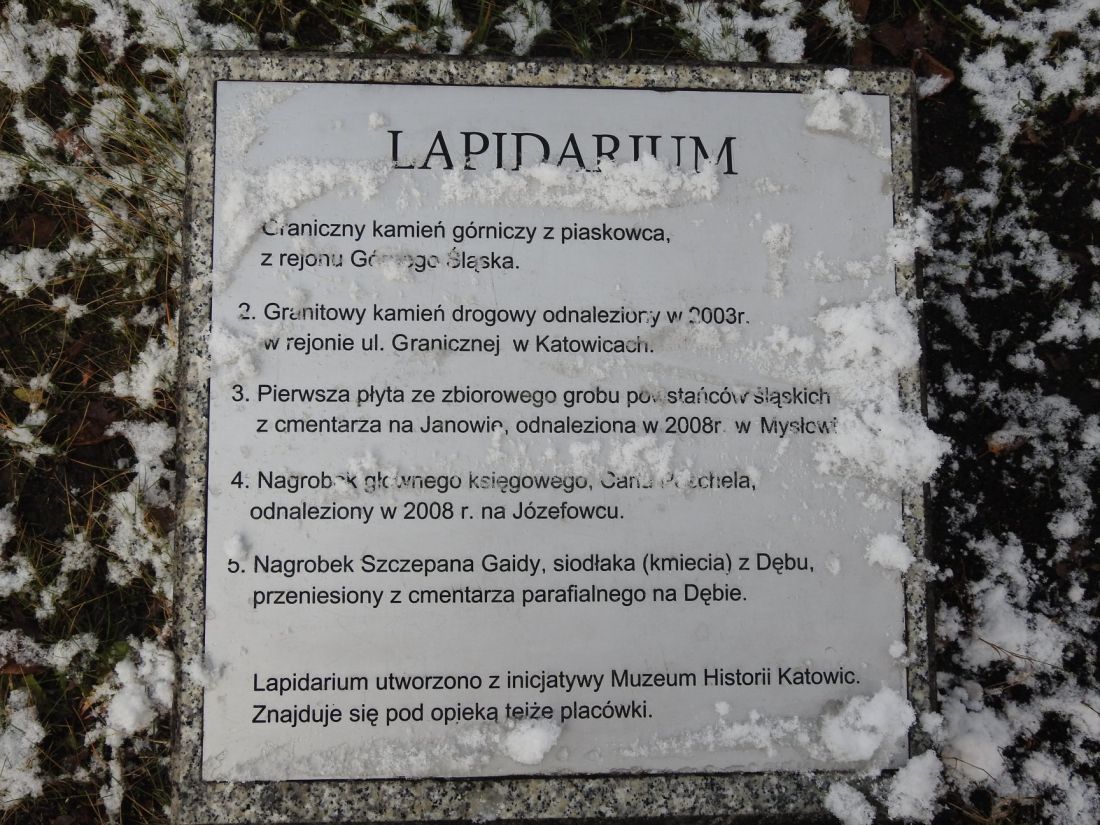 LAPIDARIUM
Graniczny kamień górniczy z piaskowca,
z rejonu Górnego Śląska.
2. Granitowy kamień drogowy odnaleziony w 2003r.
w rejonie ul. Granicznej w Katowicach.
3. Pierwsza płyta ze zbiorowego grobu powstańców śląskich
z cmentarza na Janowie, odnaleziona w 2008r. w
4. Nagrobek głównego księgowego, Carla
odnaleziony w 2008 r. na Józefowcu.
5. Nagrobek Szczepana Gaidy, siodłaka (kmiecia) z Dębu,
przeniesiony z cmentarza parafialnego na Dębie.
Lapidarium utworzono z inicjatywy Muzeum Historii Katowic.
Znajduje się pod opieką tejże placówki.